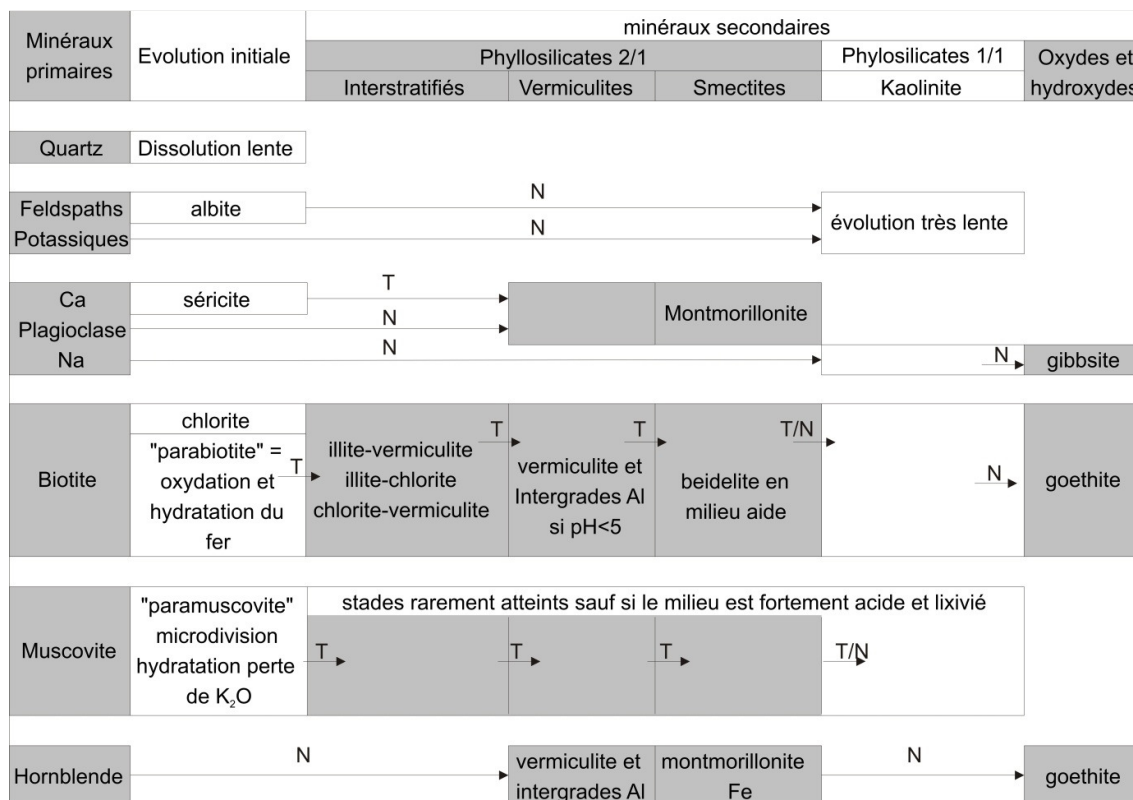 minéraux secondaires
Minéraux
primaires
Evolution initiale
Phyllosilicates 2/1
Phylosilicates 1/1
Oxydes et
hydroxydes
Interstratifiés
Vermiculites
Smectites
Kaolinite
Quartz
Dissolution lente
Feldspaths
Potassiques
albite
N
N
évolution très lente
Ca
Plagioclase
Na
séricite
T
N
N
Montmorillonite
N
gibbsite
Biotite
chlorite
"parabiotite" =
oxydation et
hydratation du
fer
T
illite-vermiculite
illite-chlorite
chlorite-vermiculite
T
vermiculite et
Intergrades Al
si pH<5
T
beidelite en
milieu aide
T/N
N
goethite
Muscovite
"paramuscovite"
microdivision
hydratation perte
de K₂O
stades rarement atteints sauf si le milieu est fortement acide et lixivié
T
T
T
T/N
Hornblende
N
vermiculite et
intergrades Al
montmorillonite
Fe
N
goethite